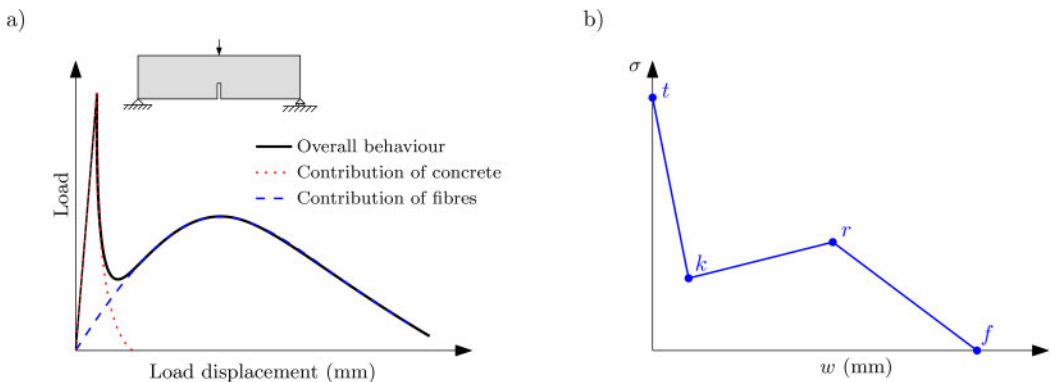 a)
Load
Overall behaviour
Contribution of concrete
Contribution of fibres
Load displacement (mm)
b)
σ
t
k
r
f
w (mm)